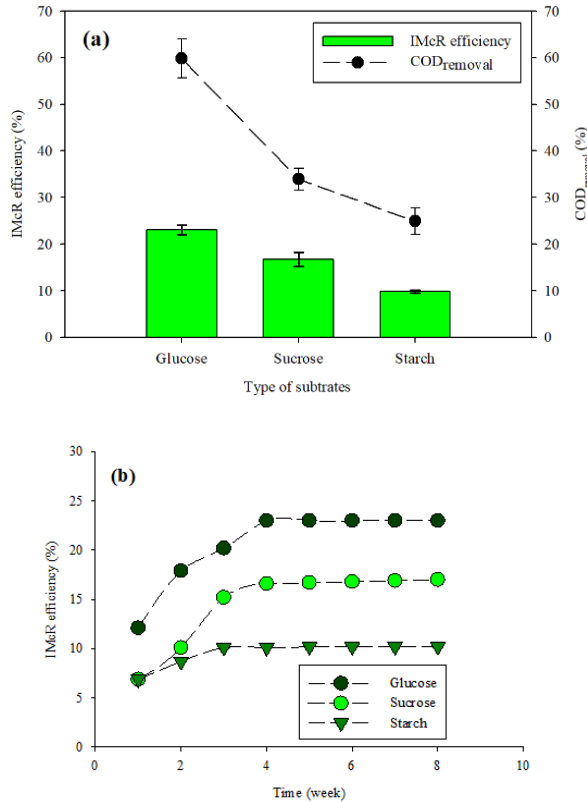 (a)
IMcR efficiency
CODremoval
70
60
50
40
30
20
10
0
IMcR efficiency (%)
70
60
50
40
30
20
10
0
CODremoval (%)
Glucose
Sucrose
Starch
Type of subtrates
(b)
30
25
20
15
10
5
0
IMcR efficiency (%)
Glucose
Sucrose
Starch
0
2
4
6
8
10
Time (week)